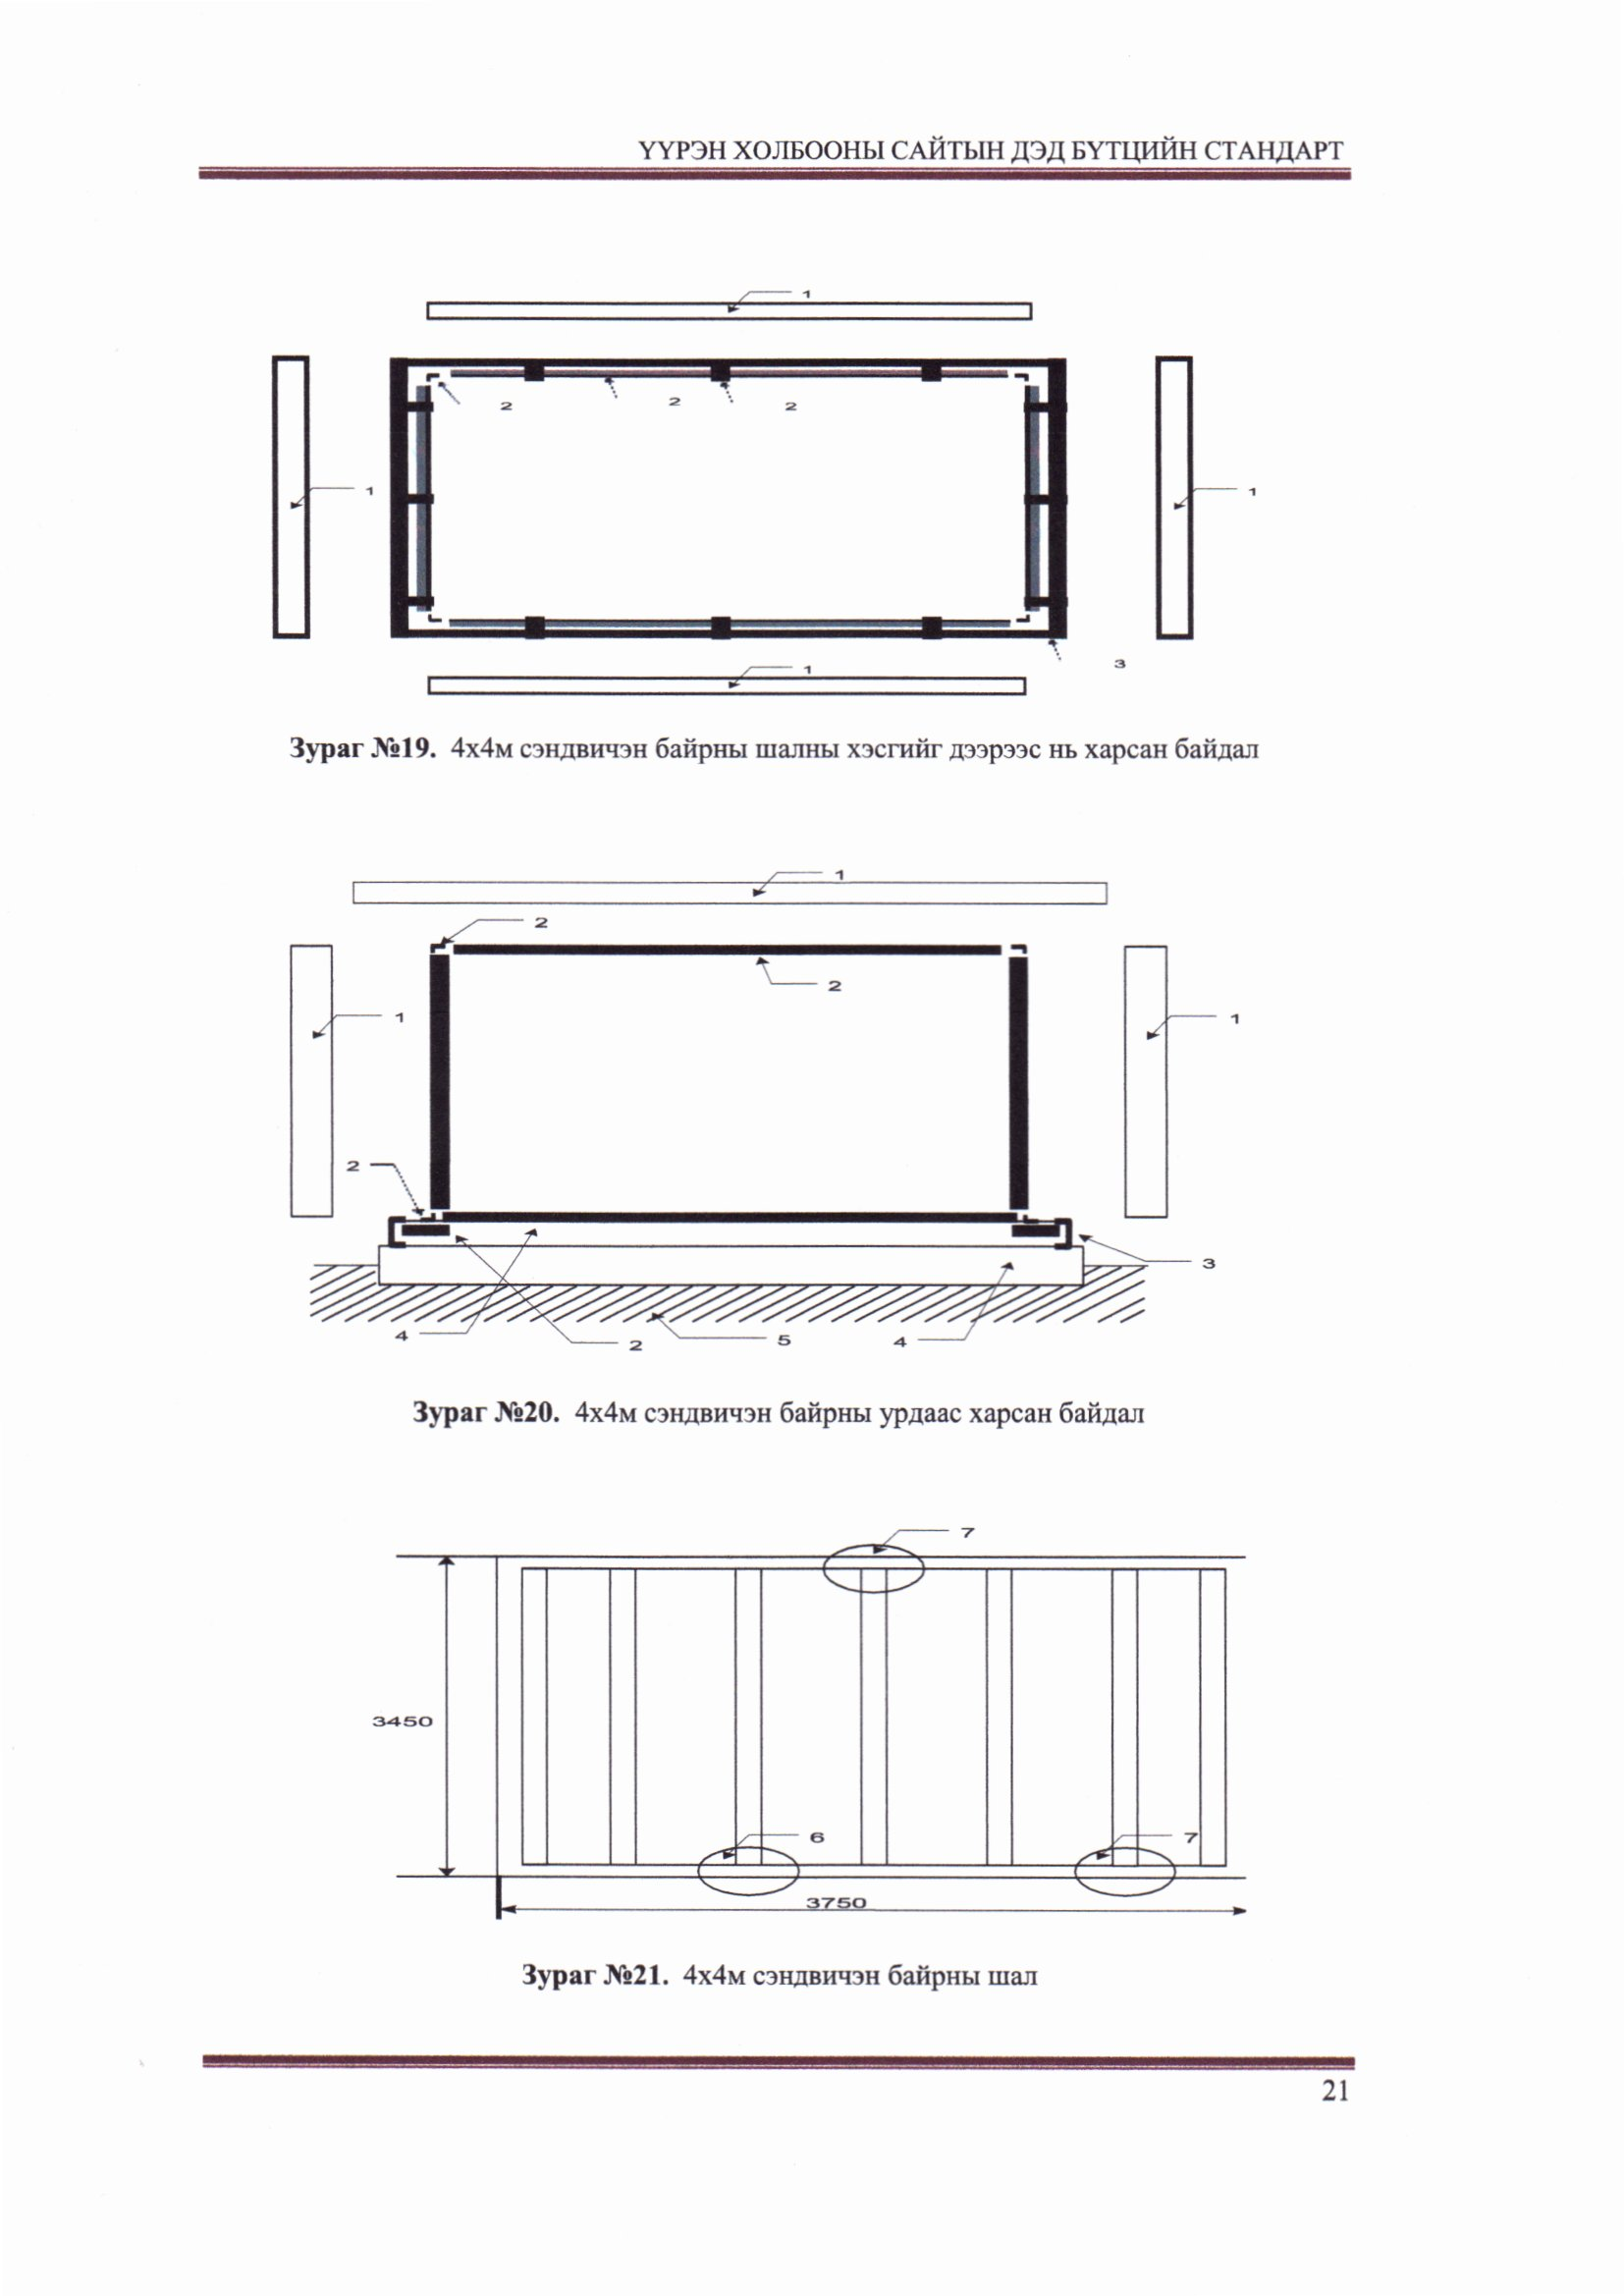 ҮҮРЭН ХОЛБООНЫ САЙТЫН ДЭД БҮТЦИЙН СТАНДАРТ
1
2 2 2
1 1
3
1
Зураг №19. 4x4м сэндвичэн байрны шалны хэсгийг дээрээс нь харсан байдал
1
2
2
1 1
2
3
4 2 5 4
Зураг №20. 4x4м сэндвичэн байрны урдаас харсан байдал
7
3450
6 7
3750
Зураг №21. 4x4м сэндвичэн байрны шал
21